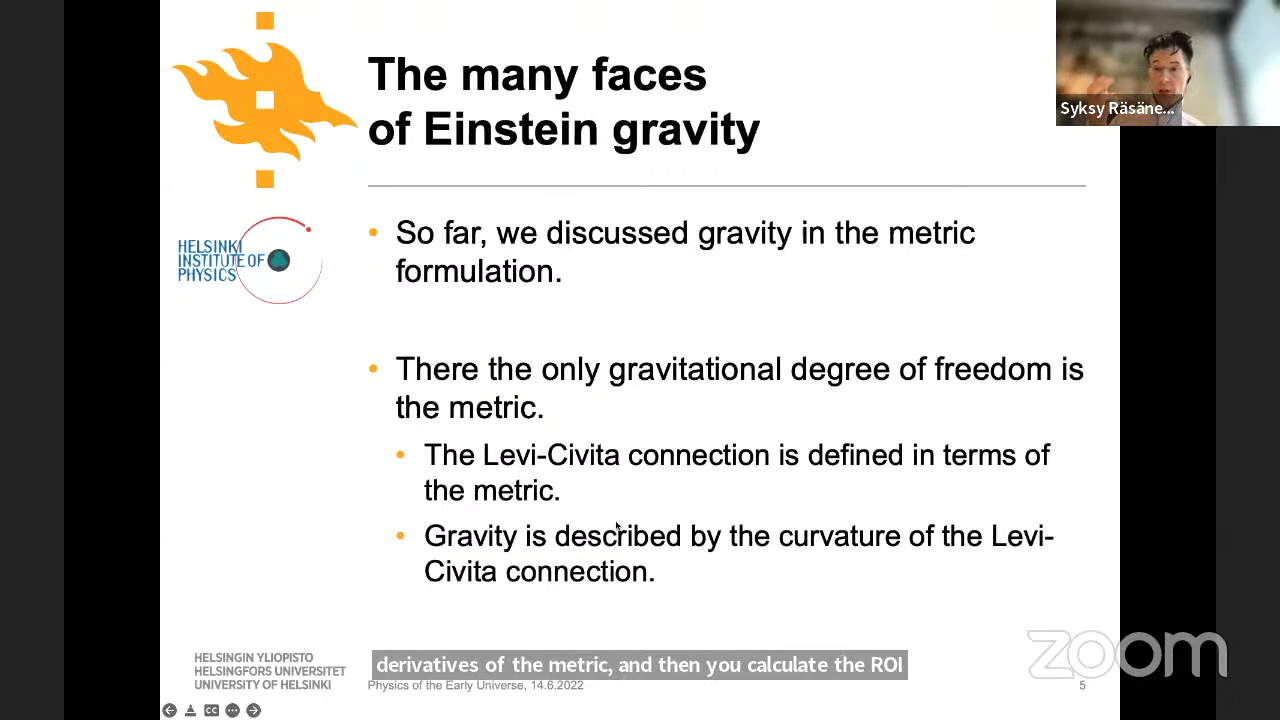 The many faces
of Einstein gravity
Syksy Räsäne...
HELSINKI
INSTITUTE OF
PHYSICS
• So far, we discussed gravity in the metric
formulation.
• There the only gravitational degree of freedom is
the metric.
• The Levi-Civita connection is defined in terms of
the metric.
• Gravity is described by the curvature of the Levi-
Civita connection.
HELSINGIN YLIOPISTO
HELSINGFORS UNIVERSITET
UNIVERSITY OF HELSINKI
derivatives of the metric, and then you calculate the ROI
Physics of the Early Universe, 14.6.2022
5
zoom
CC